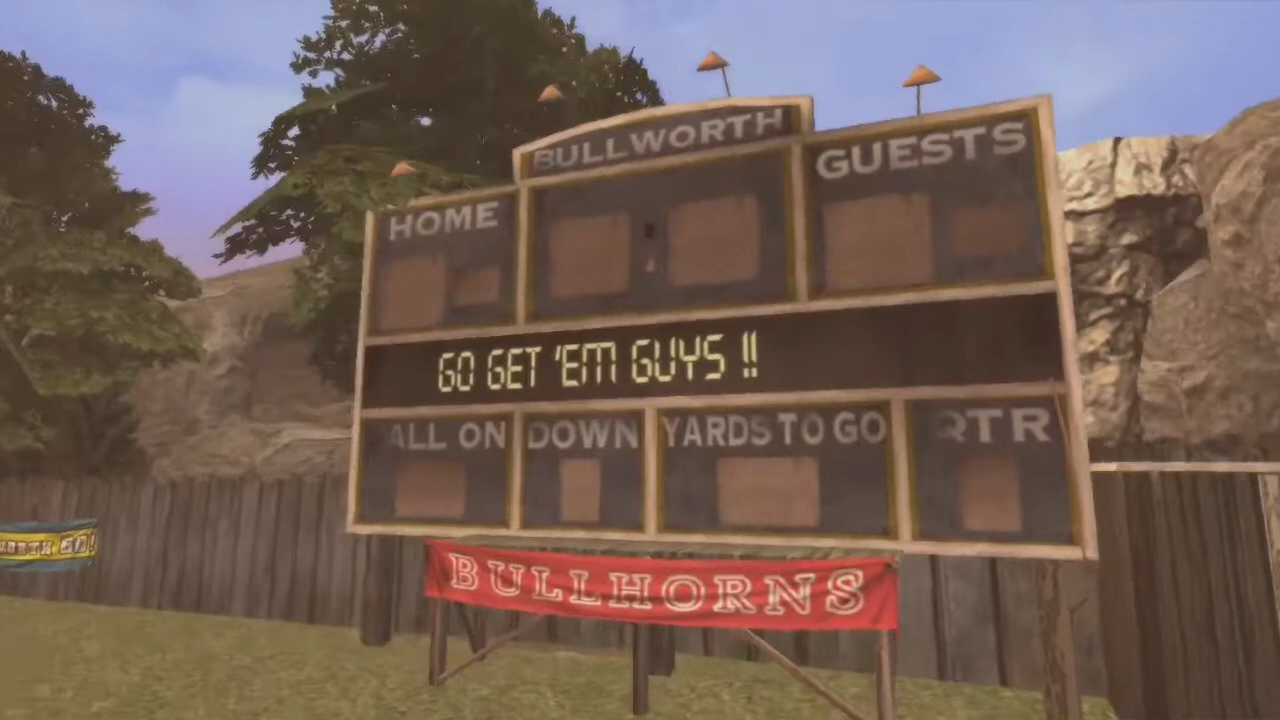 BULLWORTH
HOME
GUESTS
GO GET 'EM GUYS !!
ALL ON DOWN YARDS TO GO QTR
BULLHORNS